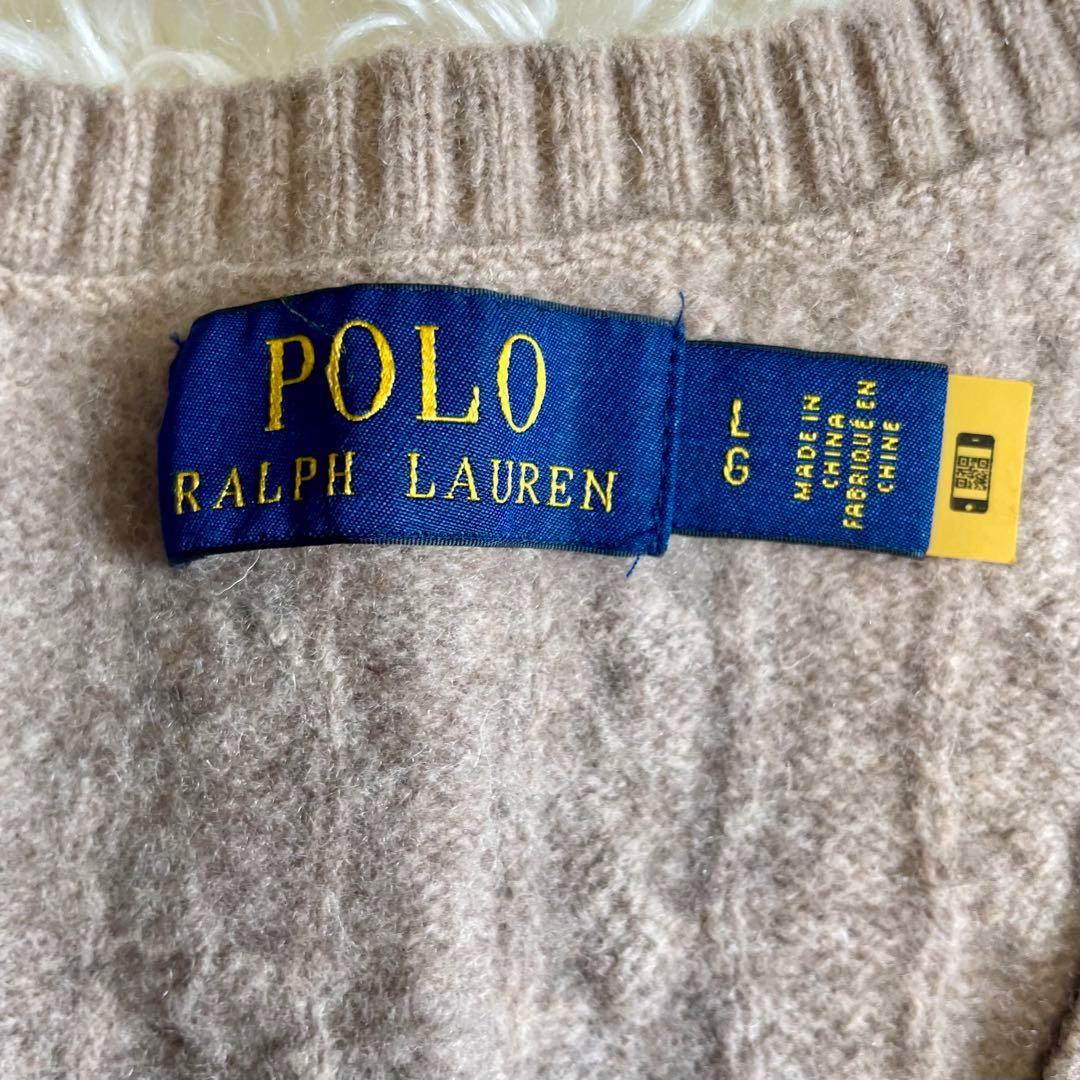 POLO
RALPH LAUREN
L
G
MADE IN
CHINA
FABRIQUÉ EN
CHINE